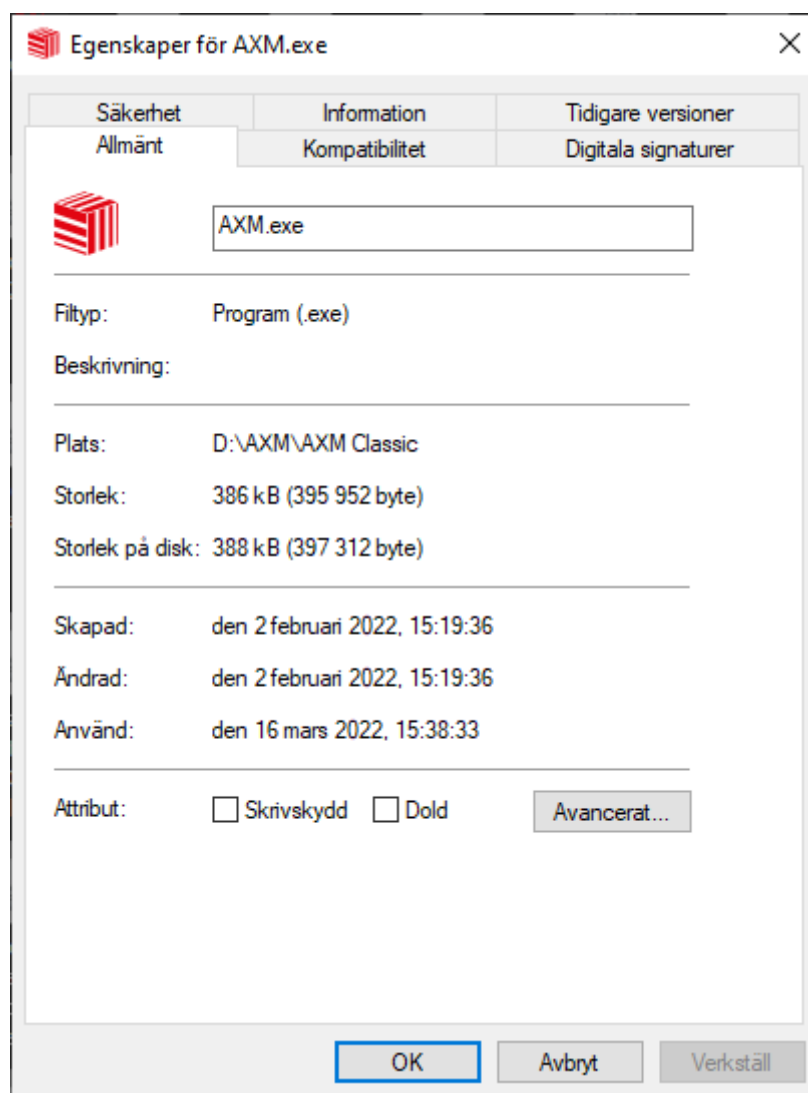 Egenskaper för AXM.exe
Säkerhet Information Tidigare versioner
Allmänt Kompatibilitet Digitala signaturer
AXM.exe
Filtyp: Program (.exe)
Beskrivning:
Plats: D:\AXM\AXM Classic
Storlek: 386 kB (395 952 byte)
Storlek på disk: 388 kB (397 312 byte)
Skapad: den 2 februari 2022, 15:19:36
Ändrad: den 2 februari 2022, 15:19:36
Använd: den 16 mars 2022, 15:38:33
Attribut: Skrivskydd Dold Avancerat...
OK Avbryt Verkställ